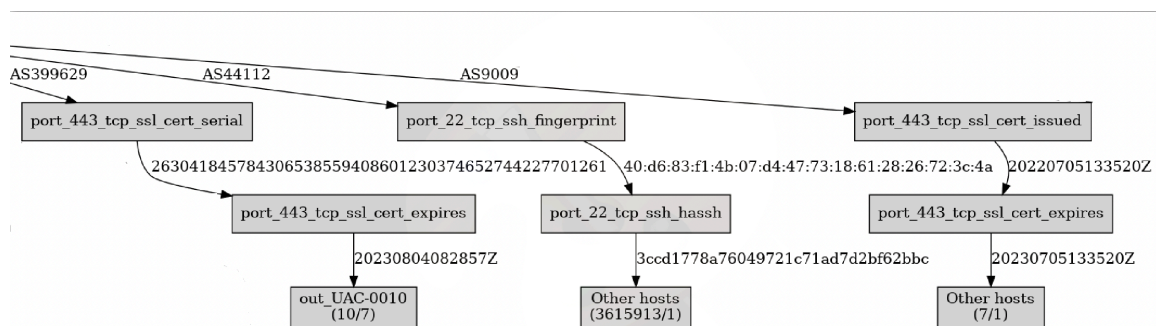 AS399629
AS44112
AS9009
port_443_tcp_ssl_cert_serial
port_22_tcp_ssh_fingerprint
port_443_tcp_ssl_cert_issued
263041845784306538559408601230374652744227701261
40:d6:83:f1:4b:07:d4:47:73:18:61:28:26:72:3c:4a
20220705133520Z
port_443_tcp_ssl_cert_expires
port_22_tcp_ssh_hassh
port_443_tcp_ssl_cert_expires
20230804082857Z
3ccd1778a76049721c71ad7d2bf62bbc
20230705133520Z
out_UAC-0010
(10/7)
Other hosts
(3615913/1)
Other hosts
(7/1)